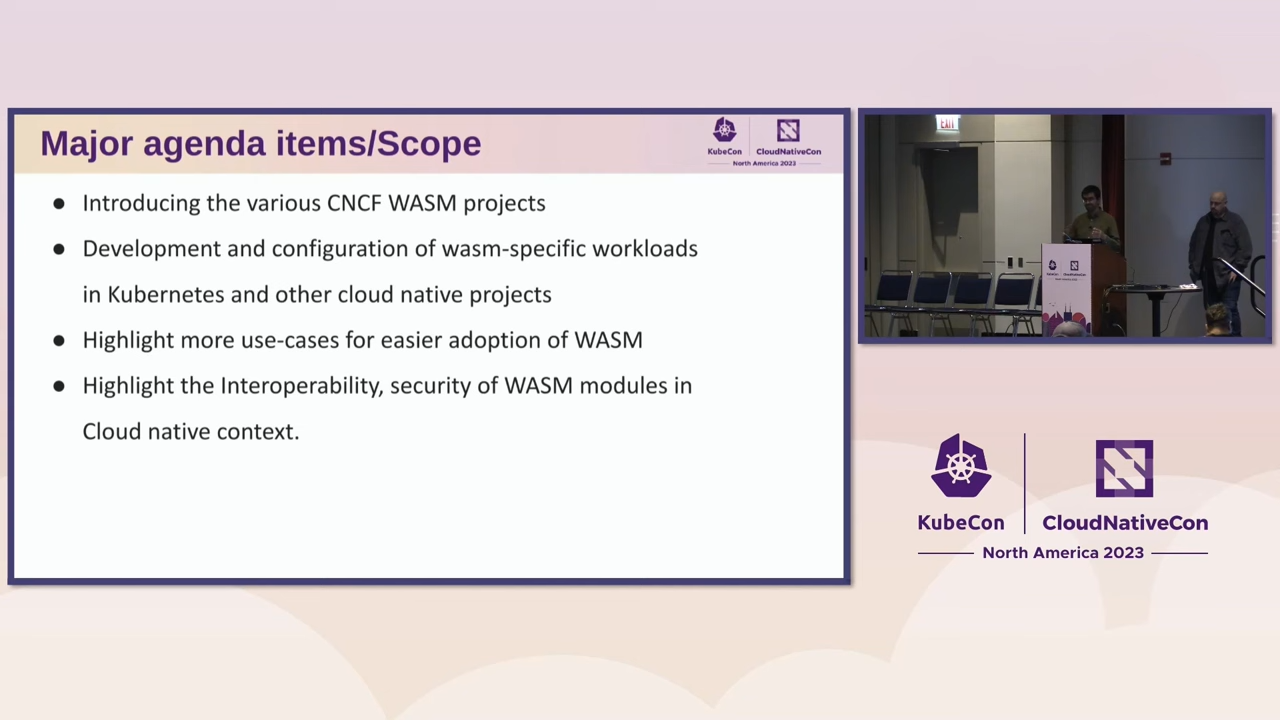 Major agenda items/Scope
KubeCon
CloudNativeCon
North America 2023
● Introducing the various CNCF WASM projects
● Development and configuration of wasm-specific workloads
in Kubernetes and other cloud native projects
● Highlight more use-cases for easier adoption of WASM
● Highlight the Interoperability, security of WASM modules in
Cloud native context.
EXIT
KubeCon
CloudNativeCon
North America 2023